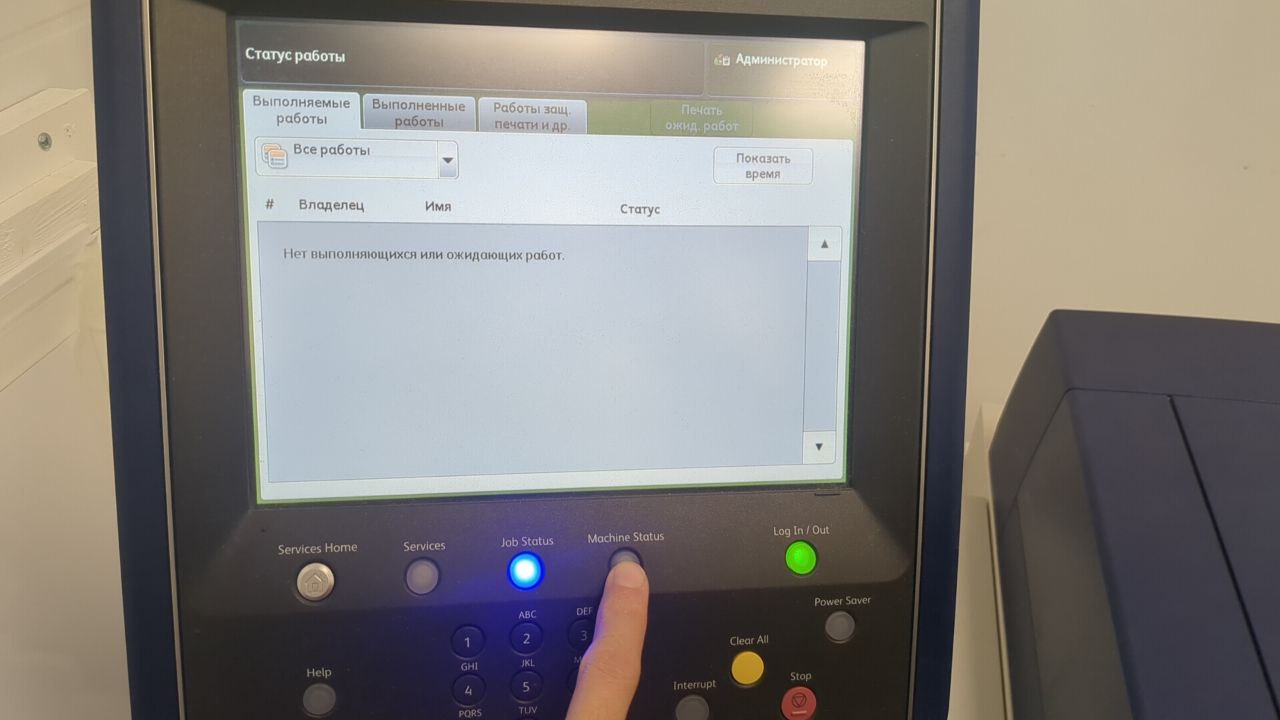 Статус работы
Администратор
Выполняемые
работы
Выполненные
работы
Работы защ.
печати и др.
Печать
ожид. работ
Все работы
Показать
время
# Владелец Имя Статус
Нет выполняющихся или ожидающих работ.
▲
▼
Services Home
Services
Job Status
Machine Status
Log In / Out
Power Saver
ABC
DEF
1
2
3
Clear All
GHI
JKL
Help
4
5
Interrupt
Stop
PQRS
TUV